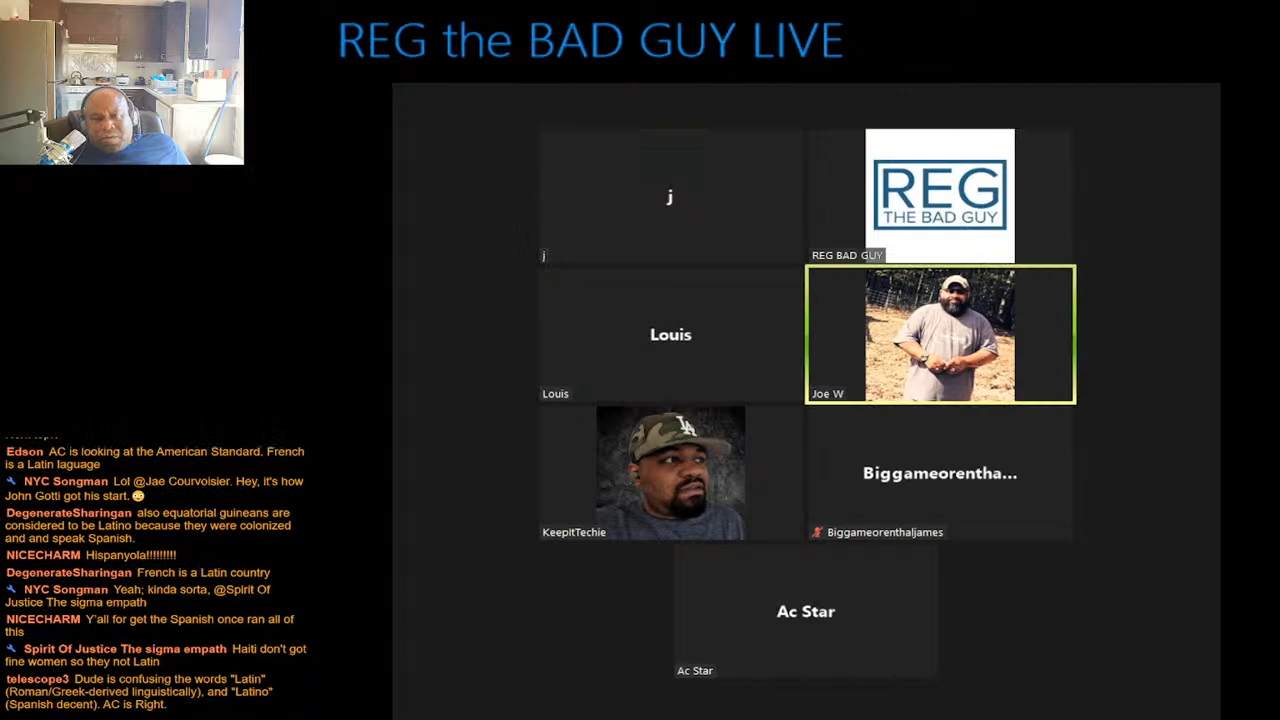 REG the BAD GUY LIVE
j
j
REG
THE BAD GUY
REG BAD GUY
Louis
Louis
Joe W
LA
KeepItTechie
Biggameorentha...
Biggameorenthaljames
Ac Star
Ac Star
Edson AC is looking at the American Standard. French
is a Latin laguage
NYC Songman Lol @Jae Courvoisier. Hey, it's how
John Gotti got his start.😳
DegenerateSharingan also equatorial guineans are
considered to be Latino because they were colonized
and and speak Spanish.
NICECHARM Hispanyola!!!!!!!!!
DegenerateSharingan French is a Latin country
NYC Songman Yeah; kinda sorta, @Spirit Of
Justice The sigma empath
NICECHARM Y'all for get the Spanish once ran all of
this
Spirit Of Justice The sigma empath Haiti don't got
fine women so they not Latin
telescope3 Dude is confusing the words "Latin"
(Roman/Greek-derived linguistically), and "Latino"
(Spanish decent). AC is Right.